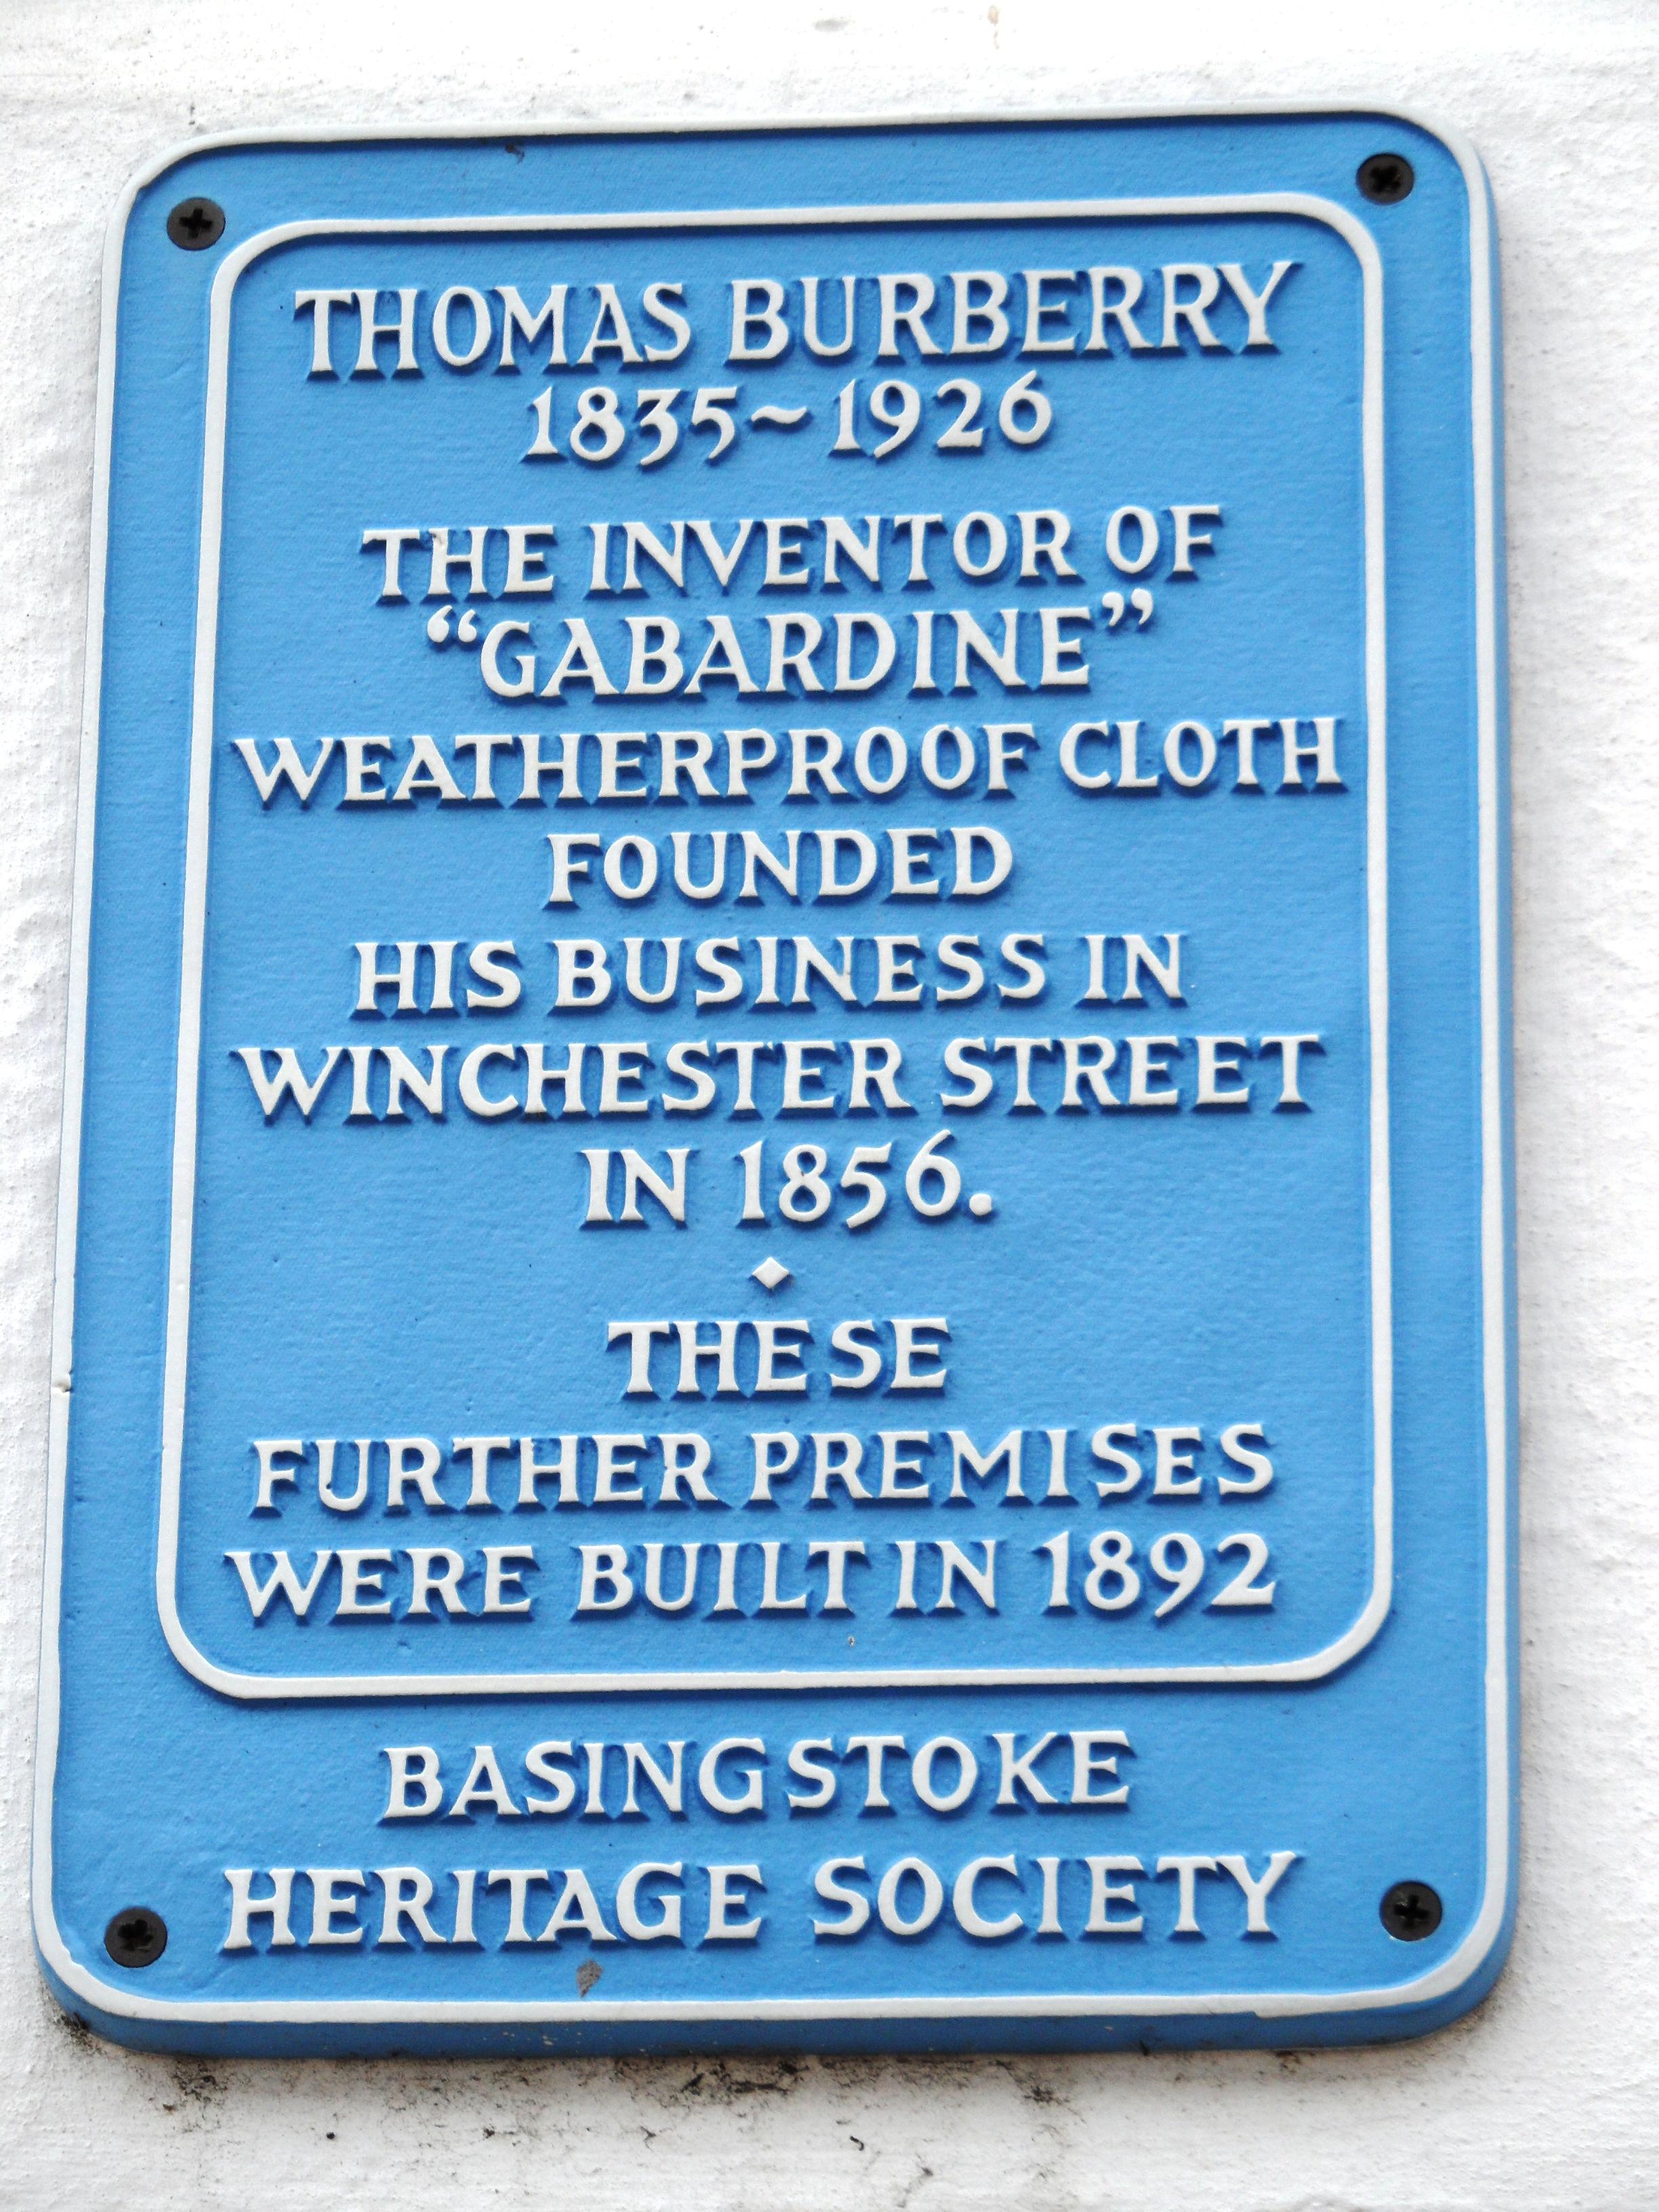 THOMAS BURBERRY
1835~1926
THE INVENTOR OF
“GABARDINE”
WEATHERPROOF CLOTH
FOUNDED
HIS BUSINESS IN
WINCHESTER STREET
IN 1856.
THESE
FURTHER PREMISES
WERE BUILT IN 1892
BASINGSTOKE
HERITAGE SOCIETY